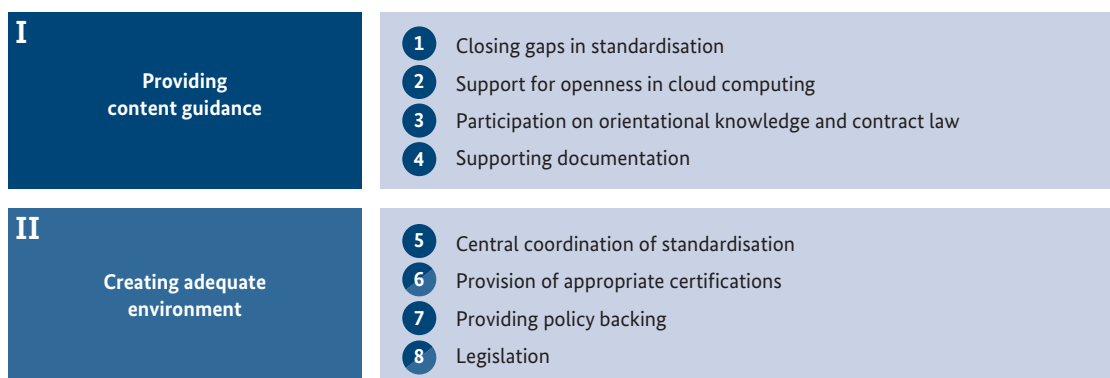 I
Providing
content guidance
1 Closing gaps in standardisation
2 Support for openness in cloud computing
3 Participation on orientational knowledge and contract law
4 Supporting documentation
II
Creating adequate
environment
5 Central coordination of standardisation
6 Provision of appropriate certifications
7 Providing policy backing
8 Legislation